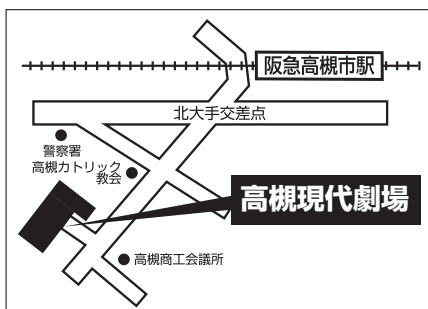 阪急高槻市駅
北大手交差点
警察署
高槻カトリック
教会
高槻現代劇場
高槻商工会議所